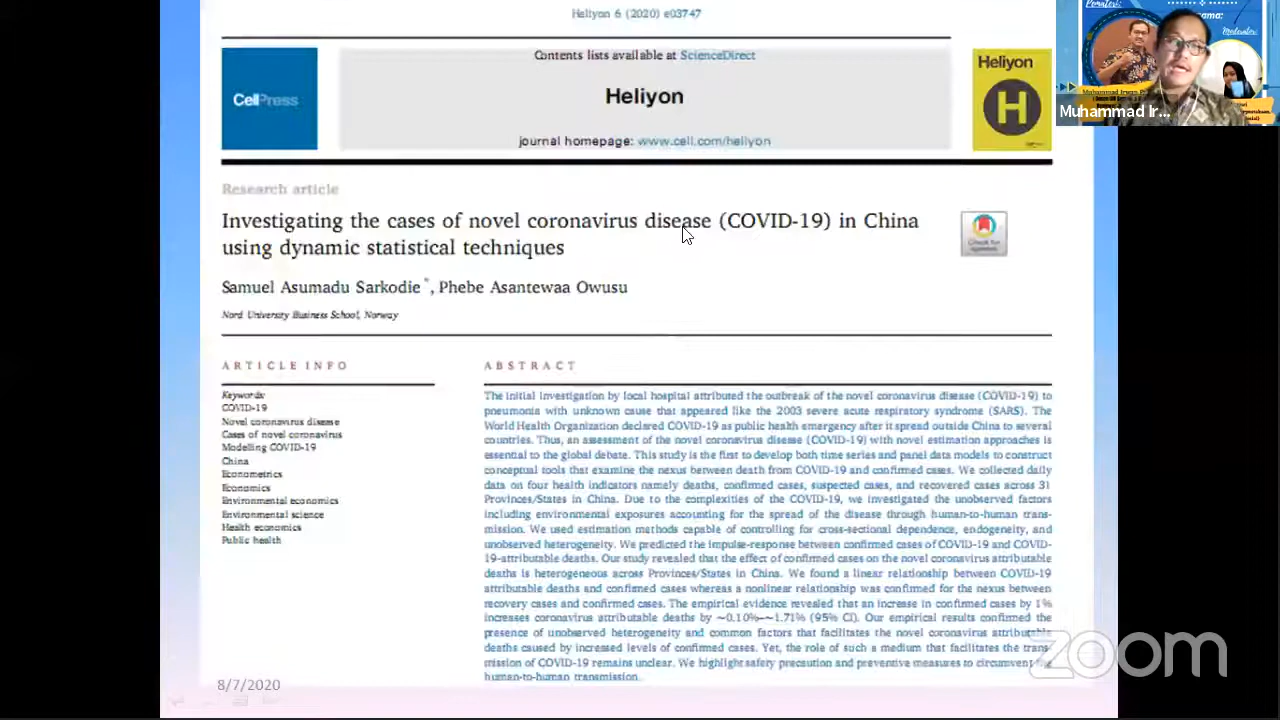 Heliyon 6 (2020) e03747
CellPress
Contents lists available at ScienceDirect
Heliyon
journal homepage: www.cell.com/heliyon
Heliyon
H
Pemateri:
Muhammad Ir...
Research article
Investigating the cases of novel coronavirus disease (COVID-19) in China
using dynamic statistical techniques
Check for
updates
Samuel Asumadu Sarkodie *, Phebe Asantewaa Owusu
Nord University Business School, Norway
ARTICLE INFO
Keywords:
COVID-19
Novel coronavirus disease
Cases of novel coronavirus
Modelling COVID-19
China
Econometrics
Economics
Environmental economics
Environmental science
Health economics
Public health
ABSTRACT
The initial investigation by local hospital attributed the outbreak of the novel coronavirus disease (COVID-19) to
pneumonia with unknown cause that appeared like the 2003 severe acute respiratory syndrome (SARS). The
World Health Organization declared COVID-19 as public health emergency after it spread outside China to several
countries. Thus, an assessment of the novel coronavirus disease (COVID-19) with novel estimation approaches is
essential to the global debate. This study is the first to develop both time series and panel data models to construct
conceptual tools that examine the nexus between death from COVID-19 and confirmed cases. We collected daily
data on four health indicators namely deaths, confirmed cases, suspected cases, and recovered cases across 31
Provinces/States in China. Due to the complexities of the COVID-19, we investigated the unobserved factors
including environmental exposures accounting for the spread of the disease through human-to-human trans-
mission. We used estimation methods capable of controlling for cross-sectional dependence, endogeneity, and
unobserved heterogeneity. We predicted the impulse-response between confirmed cases of COVID-19 and COVID-
19-attributable deaths. Our study revealed that the effect of confirmed cases on the novel coronavirus attributable
deaths is heterogeneous across Provinces/States in China. We found a linear relationship between COVID-19
attributable deaths and confirmed cases whereas a nonlinear relationship was confirmed for the nexus between
recovery cases and confirmed cases. The empirical evidence revealed that an increase in confirmed cases by 1%
increases coronavirus attributable deaths by ~0.10%–~1.71% (95% CI). Our empirical results confirmed the
presence of unobserved heterogeneity and common factors that facilitates the novel coronavirus attributable
deaths caused by increased levels of confirmed cases. Yet, the role of such a medium that facilitates the trans-
mission of COVID-19 remains unclear. We highlight safety precaution and preventive measures to circumvent the
human-to-human transmission.
8/7/2020
zoom